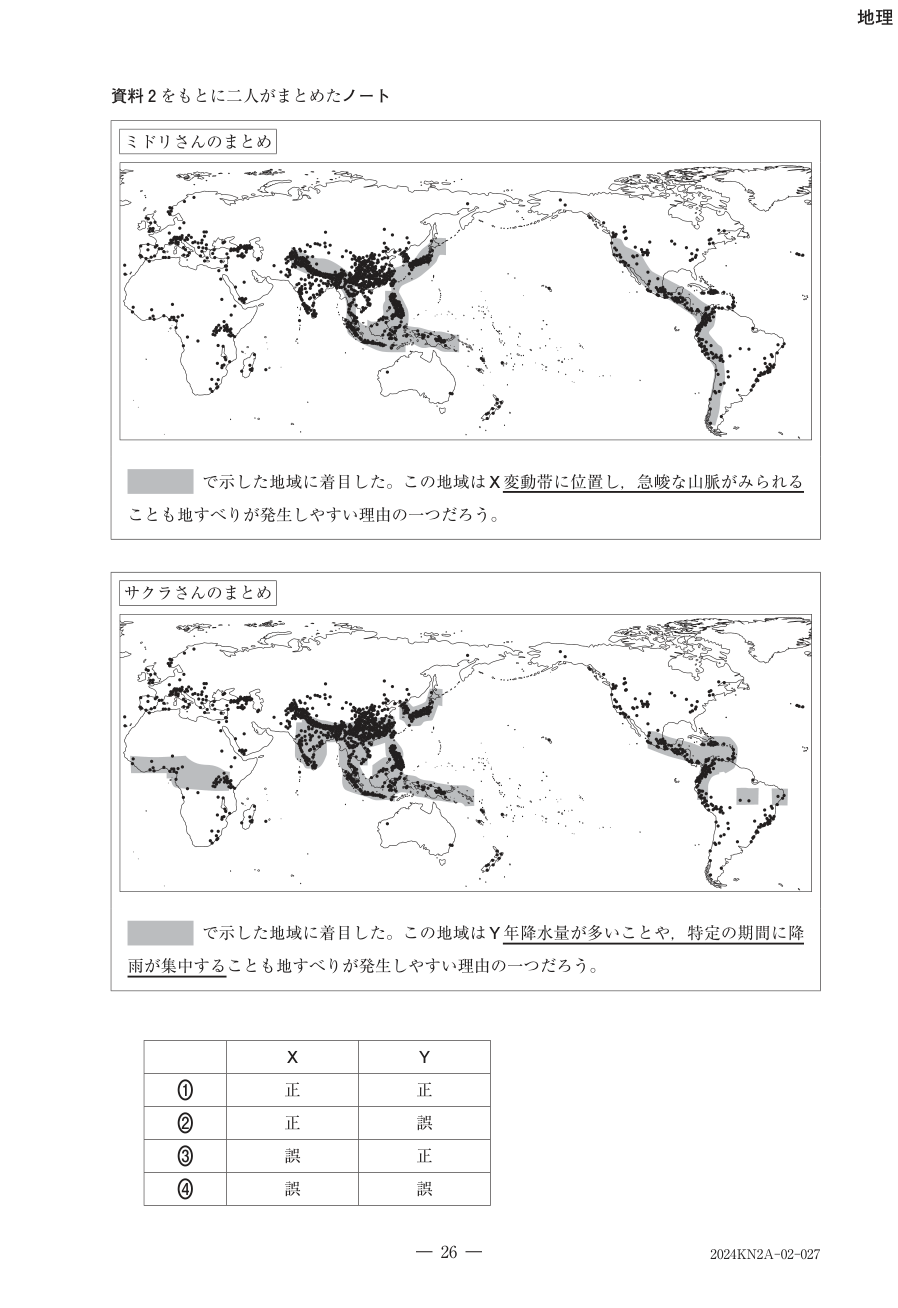 地理
資料2をもとに二人がまとめたノート
ミドリさんのまとめ
で示した地域に着目した。この地域はX変動帯に位置し，急峻な山脈がみられる
ことも地すべりが発生しやすい理由の一つだろう。
サクラさんのまとめ
で示した地域に着目した。この地域はY年降水量が多いことや，特定の期間に降
雨が集中することも地すべりが発生しやすい理由の一つだろう。
X Y
① 正 正
② 正 誤
③ 誤 正
④ 誤 誤
― 26 ―
2024KN2A-02-027